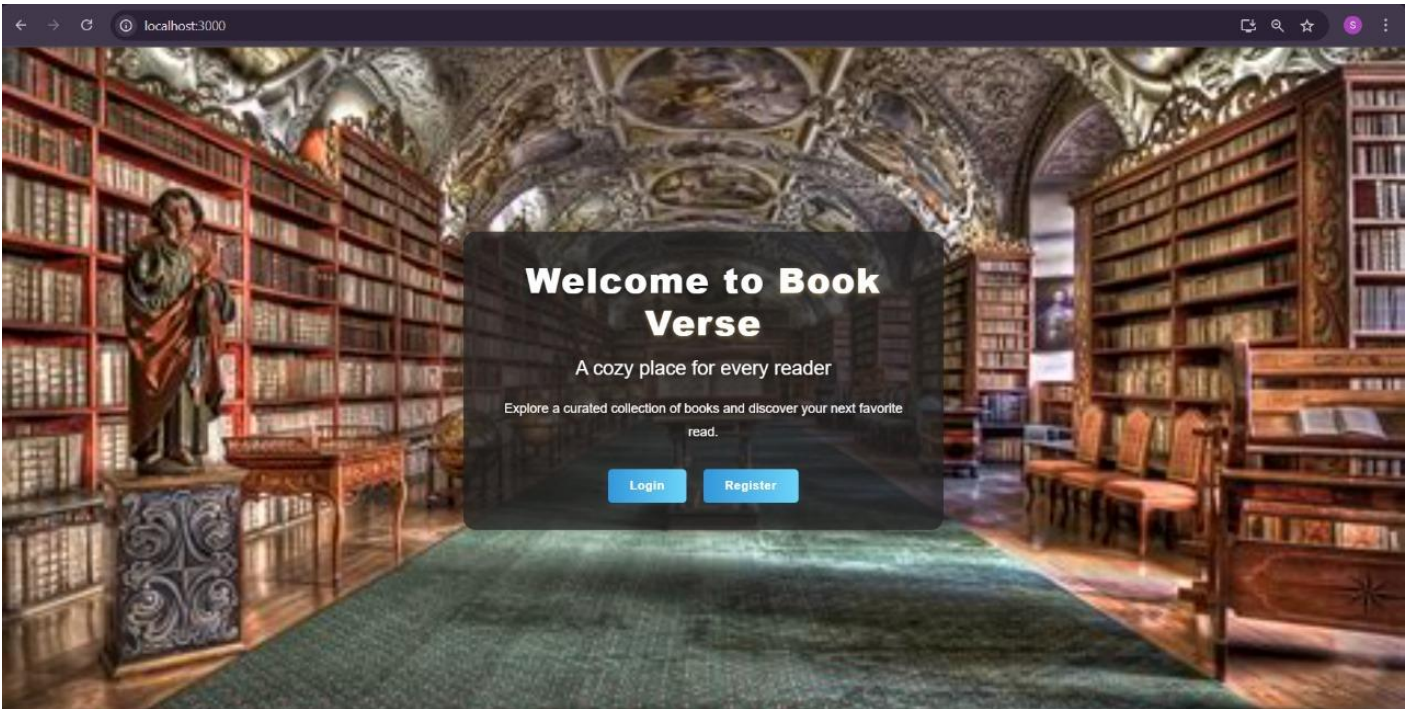 localhost:3000
S
Welcome to Book
Verse
A cozy place for every reader
Explore a curated collection of books and discover your next favorite
read.
Login Register